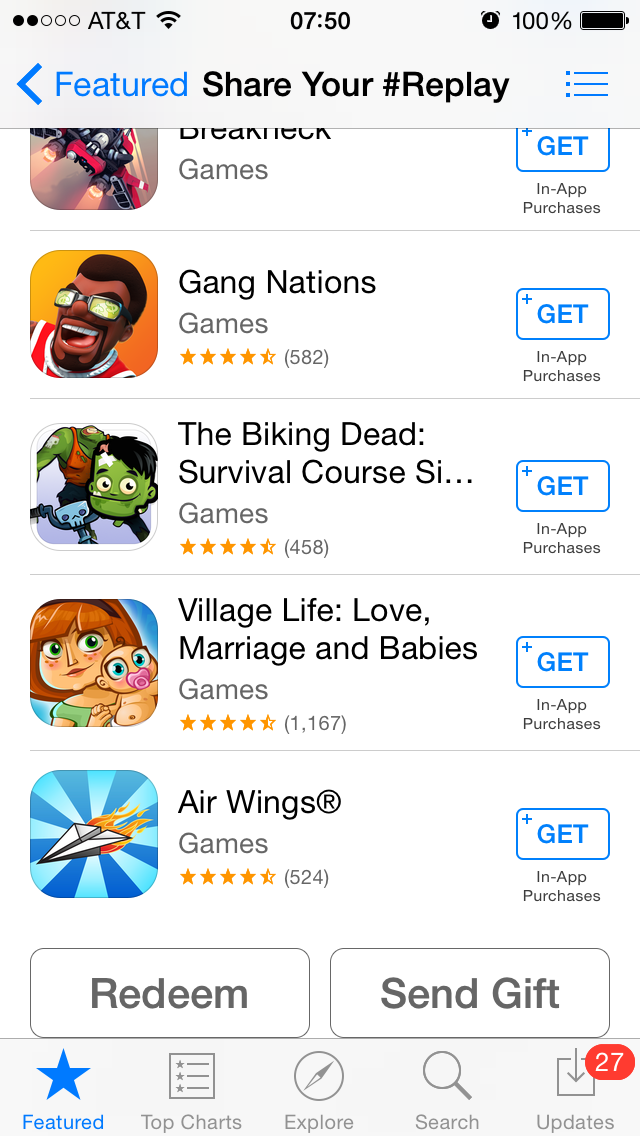 AT&T 07:50 100%
Featured Share Your #Replay
Breakneck
Games
GET
In-App
Purchases
Gang Nations
Games
(582)
GET
In-App
Purchases
The Biking Dead:
Survival Course Si...
Games
(458)
GET
In-App
Purchases
Village Life: Love,
Marriage and Babies
Games
(1,167)
GET
In-App
Purchases
Air Wings®
Games
(524)
GET
In-App
Purchases
Redeem Send Gift
27
Featured Top Charts Explore Search Updates